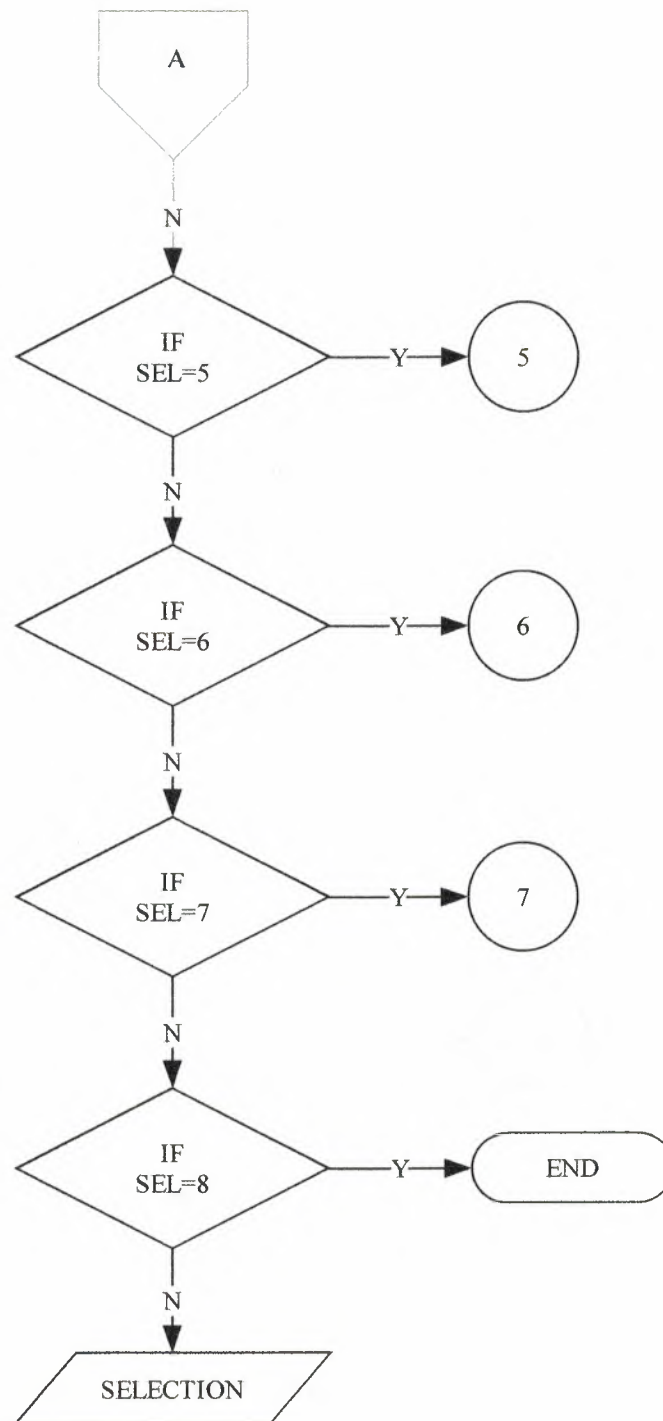 A
N
IF
SEL=5
Y
5
N
IF
SEL=6
Y
6
N
IF
SEL=7
Y
7
N
IF
SEL=8
Y
END
N
SELECTION